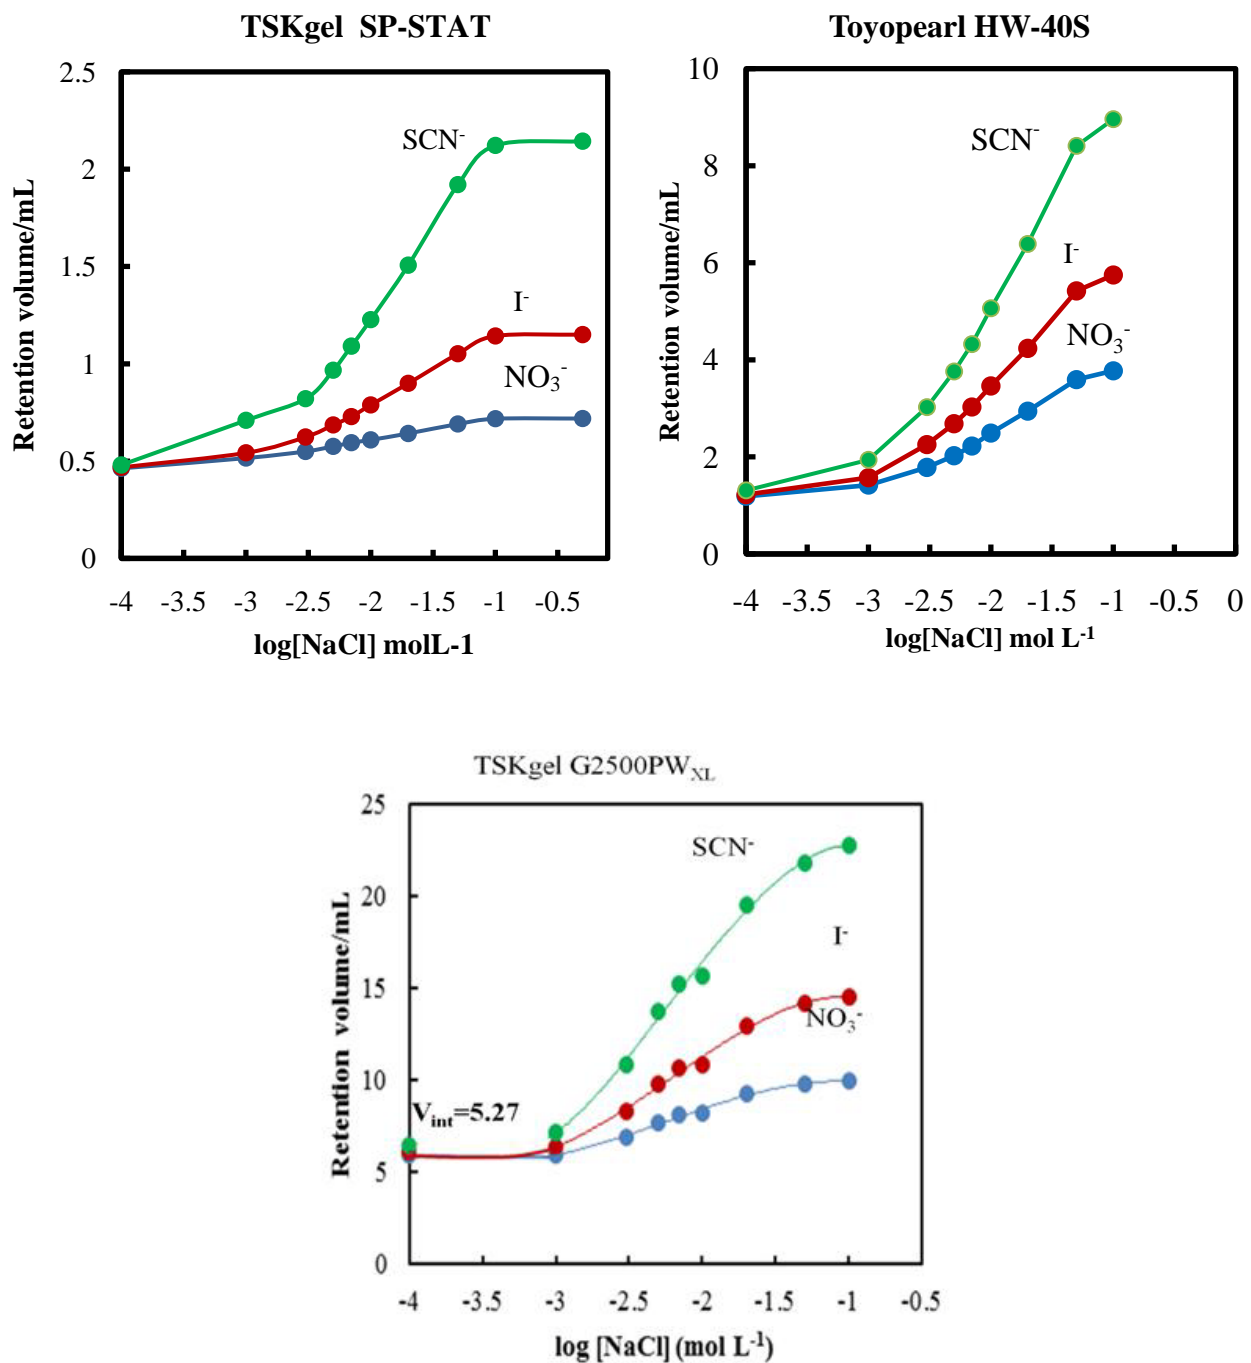 TSKgel SP-STAT
2.5
2
1.5
1
0.5
0
Retention volume/mL
SCN⁻
I⁻
NO₃⁻
-4 -3.5 -3 -2.5 -2 -1.5 -1 -0.5
log[NaCl] molL-1
Toyopearl HW-40S
10
8
6
4
2
0
Retention volume/mL
SCN⁻
I⁻
NO₃⁻
-4 -3.5 -3 -2.5 -2 -1.5 -1 -0.5 0
log[NaCl] mol L⁻¹
TSKgel G2500PW_XL
25
20
15
10
5
0
Retention volume/mL
SCN⁻
I⁻
NO₃⁻
V_int=5.27
-4 -3 -2.5 -2 -1.5 -1 -0.5
log [NaCl] (mol L⁻¹)